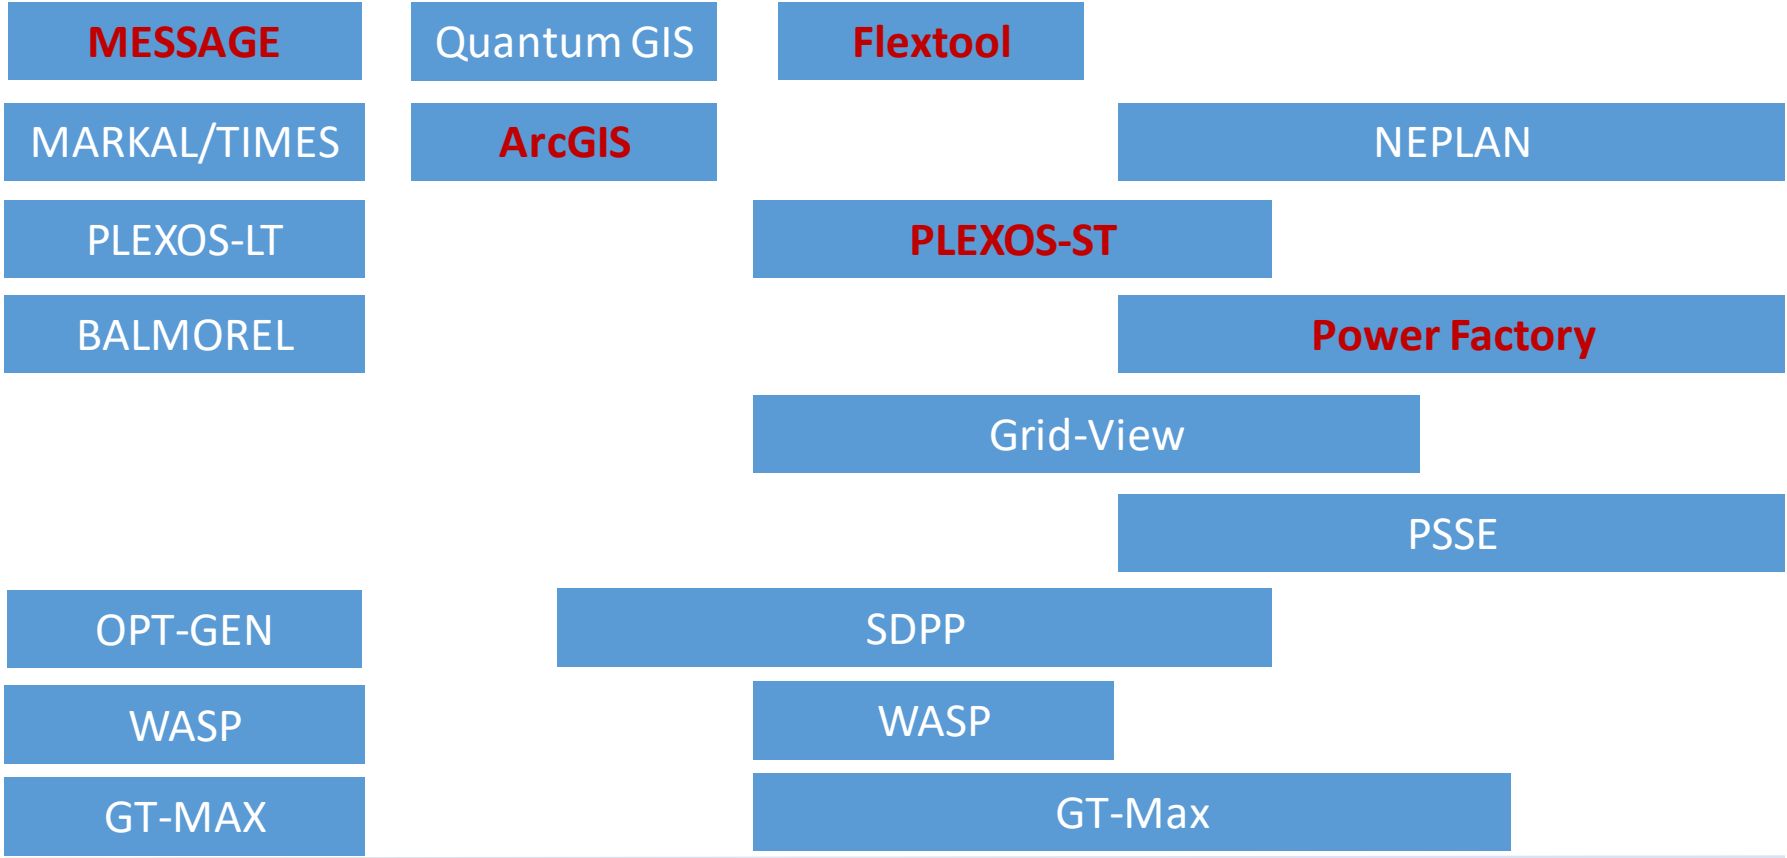 MESSAGE
Quantum GIS
Flextool
MARKAL/TIMES
ArcGIS
NEPLAN
PLEXOS-LT
PLEXOS-ST
BALMOREL
Power Factory
Grid-View
PSSE
OPT-GEN
SDPP
WASP
WASP
GT-MAX
GT-Max